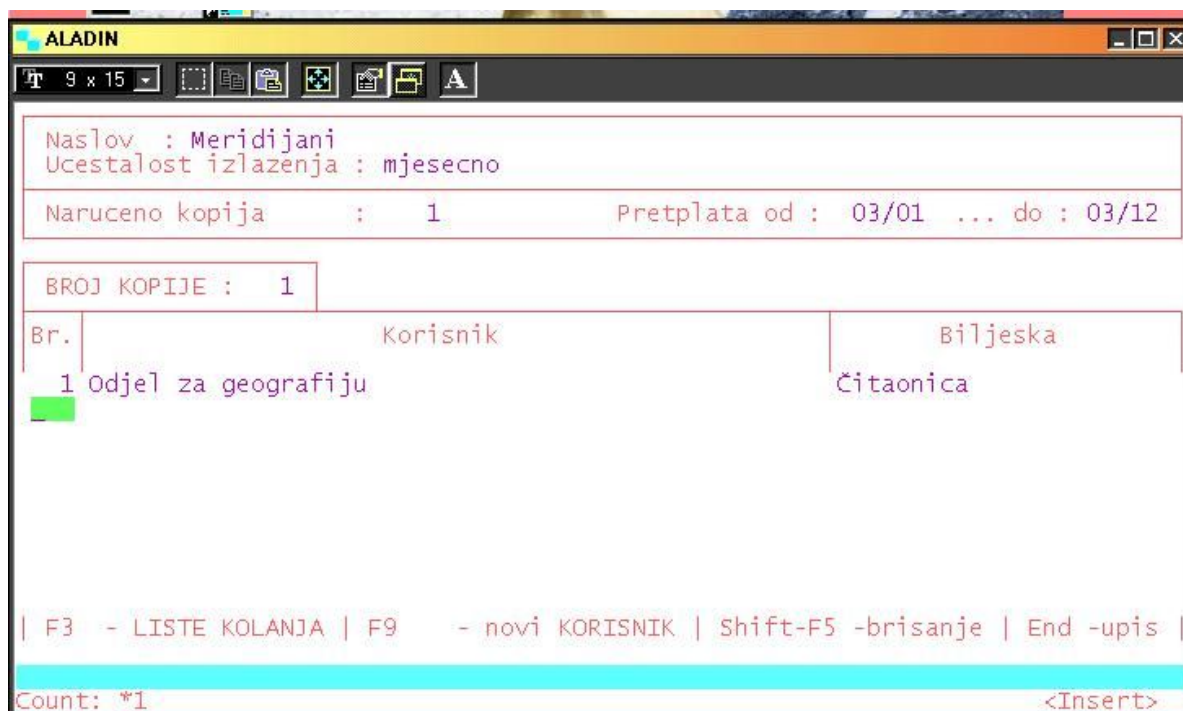 ALADIN
9 x 15 A
Naslov : Meridijani
Ucestalost izlazenja : mjesecno
Naruceno kopija : 1 Pretplata od : 03/01 ... do : 03/12
BROJ KOPIJE : 1
Br. Korisnik Biljeska
1 Odjel za geografiju Čitaonica
| F3 - LISTE KOLANJA | F9 - novi KORISNIK | Shift-F5 -brisanje | End -upis |
Count: *1 <Insert>